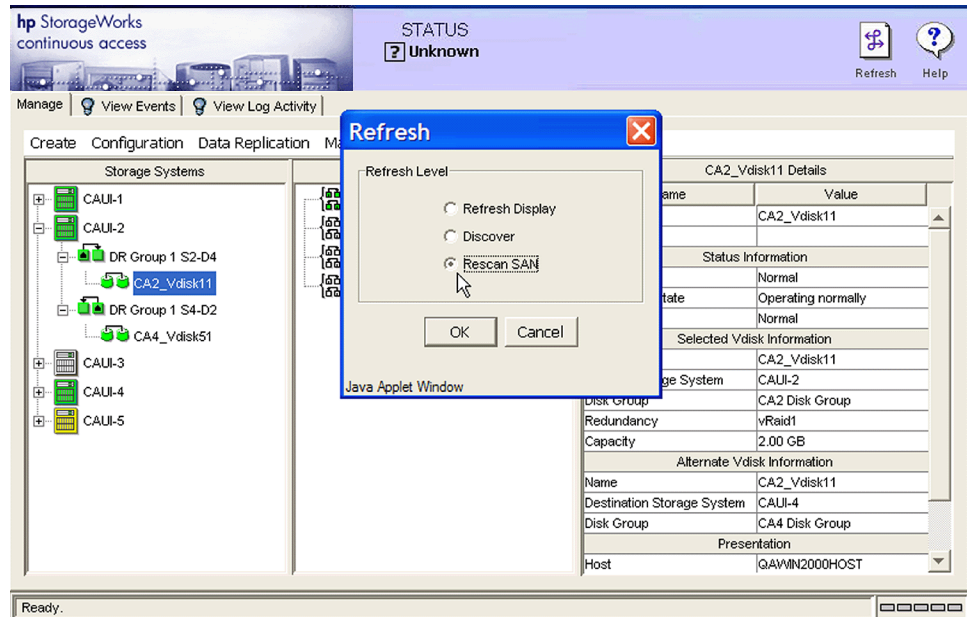 hp StorageWorks
continuous access
STATUS
? Unknown
Refresh
? Help
Manage
View Events
View Log Activity
Create Configuration Data Replication
Storage Systems
CAUI-1
CAUI-2
DR Group 1 S2-D4
CA2_Vdisk11
DR Group 1 S4-D2
CA4_Vdisk51
CAUI-3
CAUI-4
CAUI-5
Refresh
Refresh Level
Refresh Display
Discover
Rescan SAN
OK Cancel
Java Applet Window
CA2_Vdisk11 Details
Value
CA2_Vdisk11
Status Information
Normal
Operating normally
Normal
Selected Vdisk Information
CA2_Vdisk11
System CAUI-2
Disk Group CA2 Disk Group
Redundancy vRaid1
Capacity 2.00 GB
Alternate Vdisk Information
Name CA2_Vdisk11
Destination Storage System CAUI-4
Disk Group CA4 Disk Group
Presentation
Host QAWIN2000HOST
Ready.